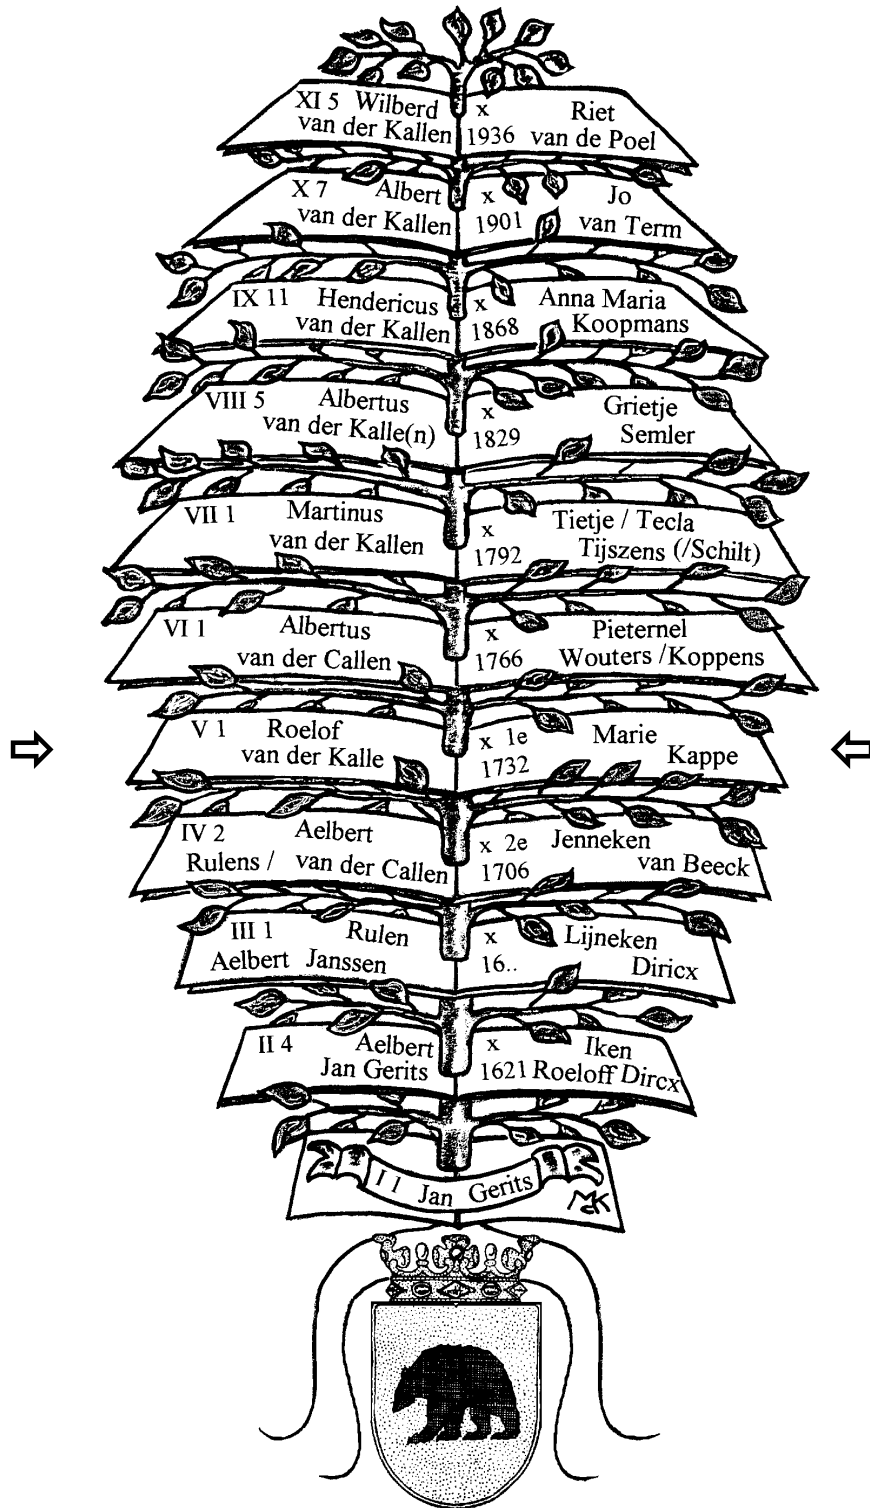 XI 5 Wilberd x Riet
van der Kallen 1936 van de Poel
X 7 Albert x Jo
van der Kallen 1901 van Term
IX 11 Hendericus x Anna Maria
van der Kallen 1868 Koopmans
VIII 5 Albertus x Grietje
van der Kalle(n) 1829 Semler
VII 1 Martinus x Tietje / Tecla
van der Kallen 1792 Tijszens (/Schilt)
VI 1 Albertus x Pieternel
van der Callen 1766 Wouters /Koppens
V 1 Roelof x 1e Marie
van der Kalle 1732 Kappe
IV 2 Aelbert x 2e Jenneken
Rulens / van der Callen 1706 van Beeck
III 1 Rulen x Lijneken
Aelbert Janssen 16.. Diricx
II 4 Aelbert x Iken
Jan Gerits 1621 Roeloff Dircx
I 1 Jan Gerits
MdK